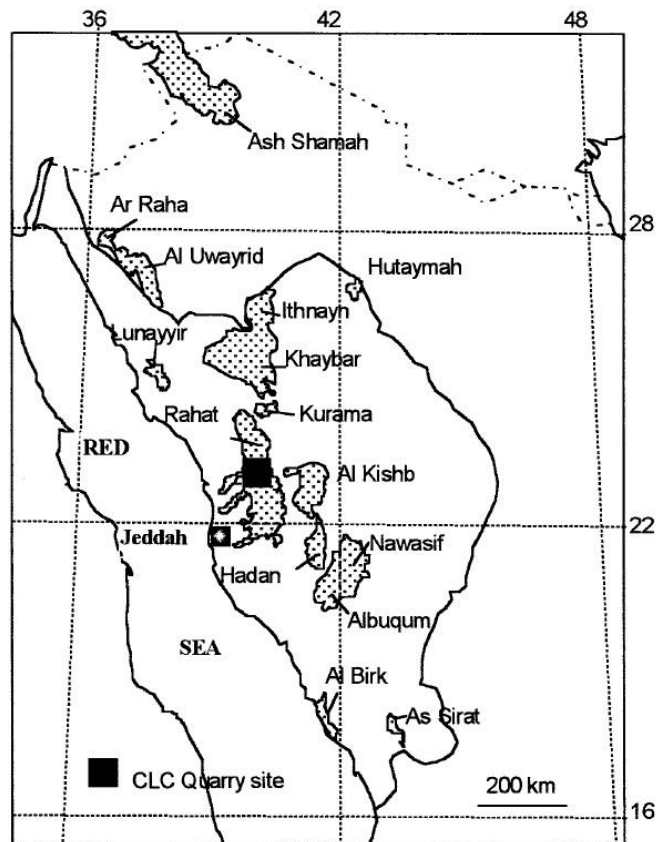 36 42 48
Ash Shamah
Ar Raha
28
Al Uwayrid
Hutaymah
Ithnayn
Lunayyir
Khaybar
Rahat
Kurama
RED
Al Kishb
22
Jeddah
Nawasif
Hadan
Albuqum
SEA
Al Birk
As Sirat
CLC Quarry site
200 km
16